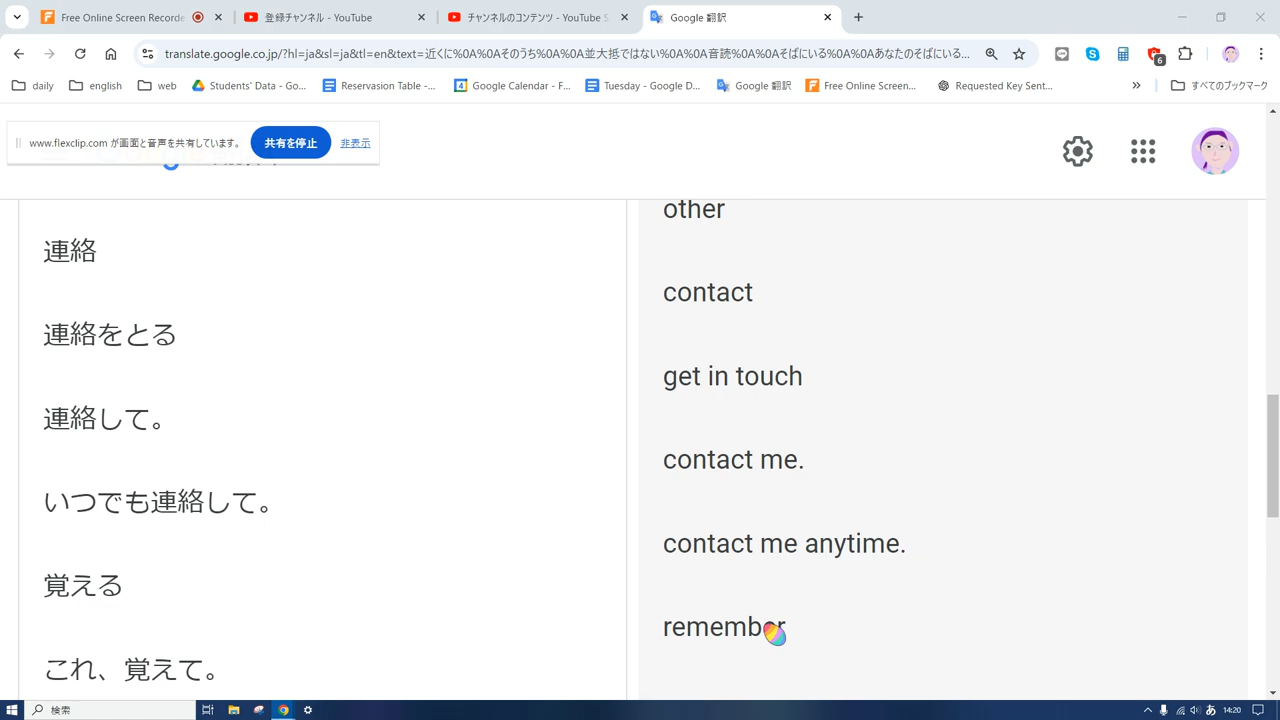 Free Online Screen Recorde
登録チャンネル - YouTube
チャンネルのコンテンツ - YouTube S
Google 翻訳
translate.google.co.jp/?hl=ja&sl=ja&tl=en&text=近くに%0A%0Aそのうち%0A%0A並大抵ではない%0A%0A音読%0A%0Aそばにいる%0A%0Aあなたのそばにいる...
6
daily
english
web
Students' Data - Go...
Reservasion Table -...
Google Calendar - F...
Tuesday - Google D...
Google 翻訳
Free Online Screen...
Requested Key Sent...
»
すべてのブックマーク
www.flexclip.com が画面と音声を共有しています。
共有を停止
非表示
連絡
連絡をとる
連絡して。
いつでも連絡して。
覚える
これ、覚えて。
other
contact
get in touch
contact me.
contact me anytime.
remember
検索
あ
14:20